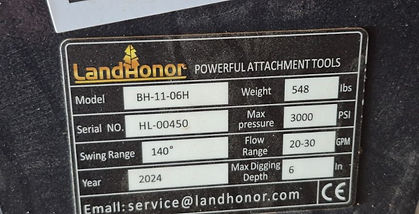 LANDHONOR POWERFUL ATTACHMENT TOOLS
Model BH-11-06H Weight 548 lbs
Serial NO. HL-00450 Max pressure 3000 PSI
Swing Range 140° Flow Range 20-30 GPM
Year 2024 Max Digging Depth 6 In
Email: service@landhonor.com CE